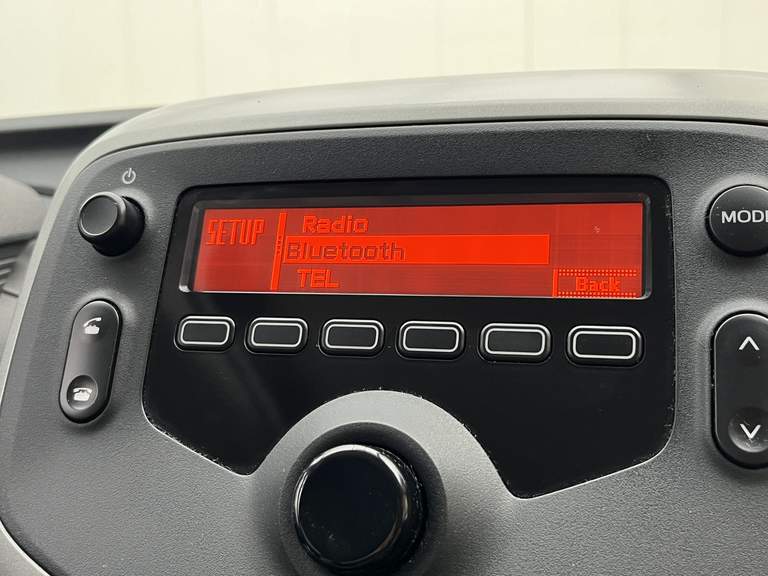 SETUP
Radio
Bluetooth
TEL
Back
MODE